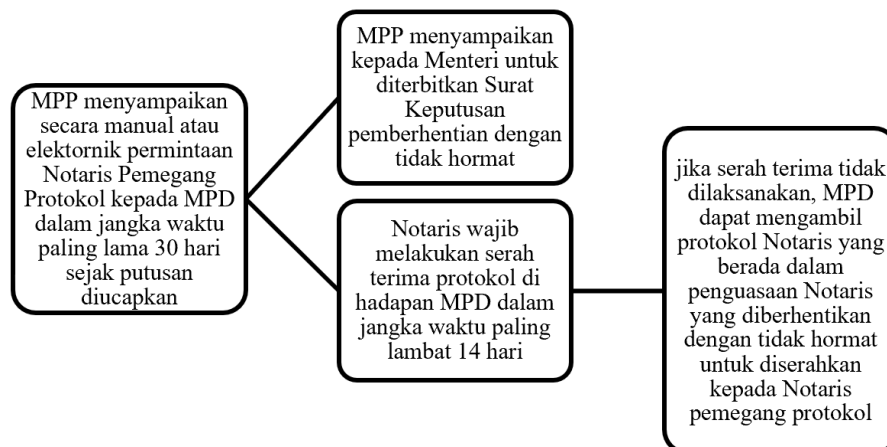 MPP menyampaikan
secara manual atau
elektornik permintaan
Notaris Pemegang
Protokol kepada MPD
dalam jangka waktu
paling lama 30 hari
sejak putusan
diucapkan
MPP menyampaikan
kepada Menteri untuk
diterbitkan Surat
Keputusan
pemberhentian dengan
tidak hormat
Notaris wajib
melakukan serah
terima protokol di
hadapan MPD dalam
jangka waktu paling
lambat 14 hari
jika serah terima tidak
dilaksanakan, MPD
dapat mengambil
protokol Notaris yang
berada dalam
penguasaan Notaris
yang diberhentikan
dengan tidak hormat
untuk diserahkan
kepada Notaris
pemegang protokol